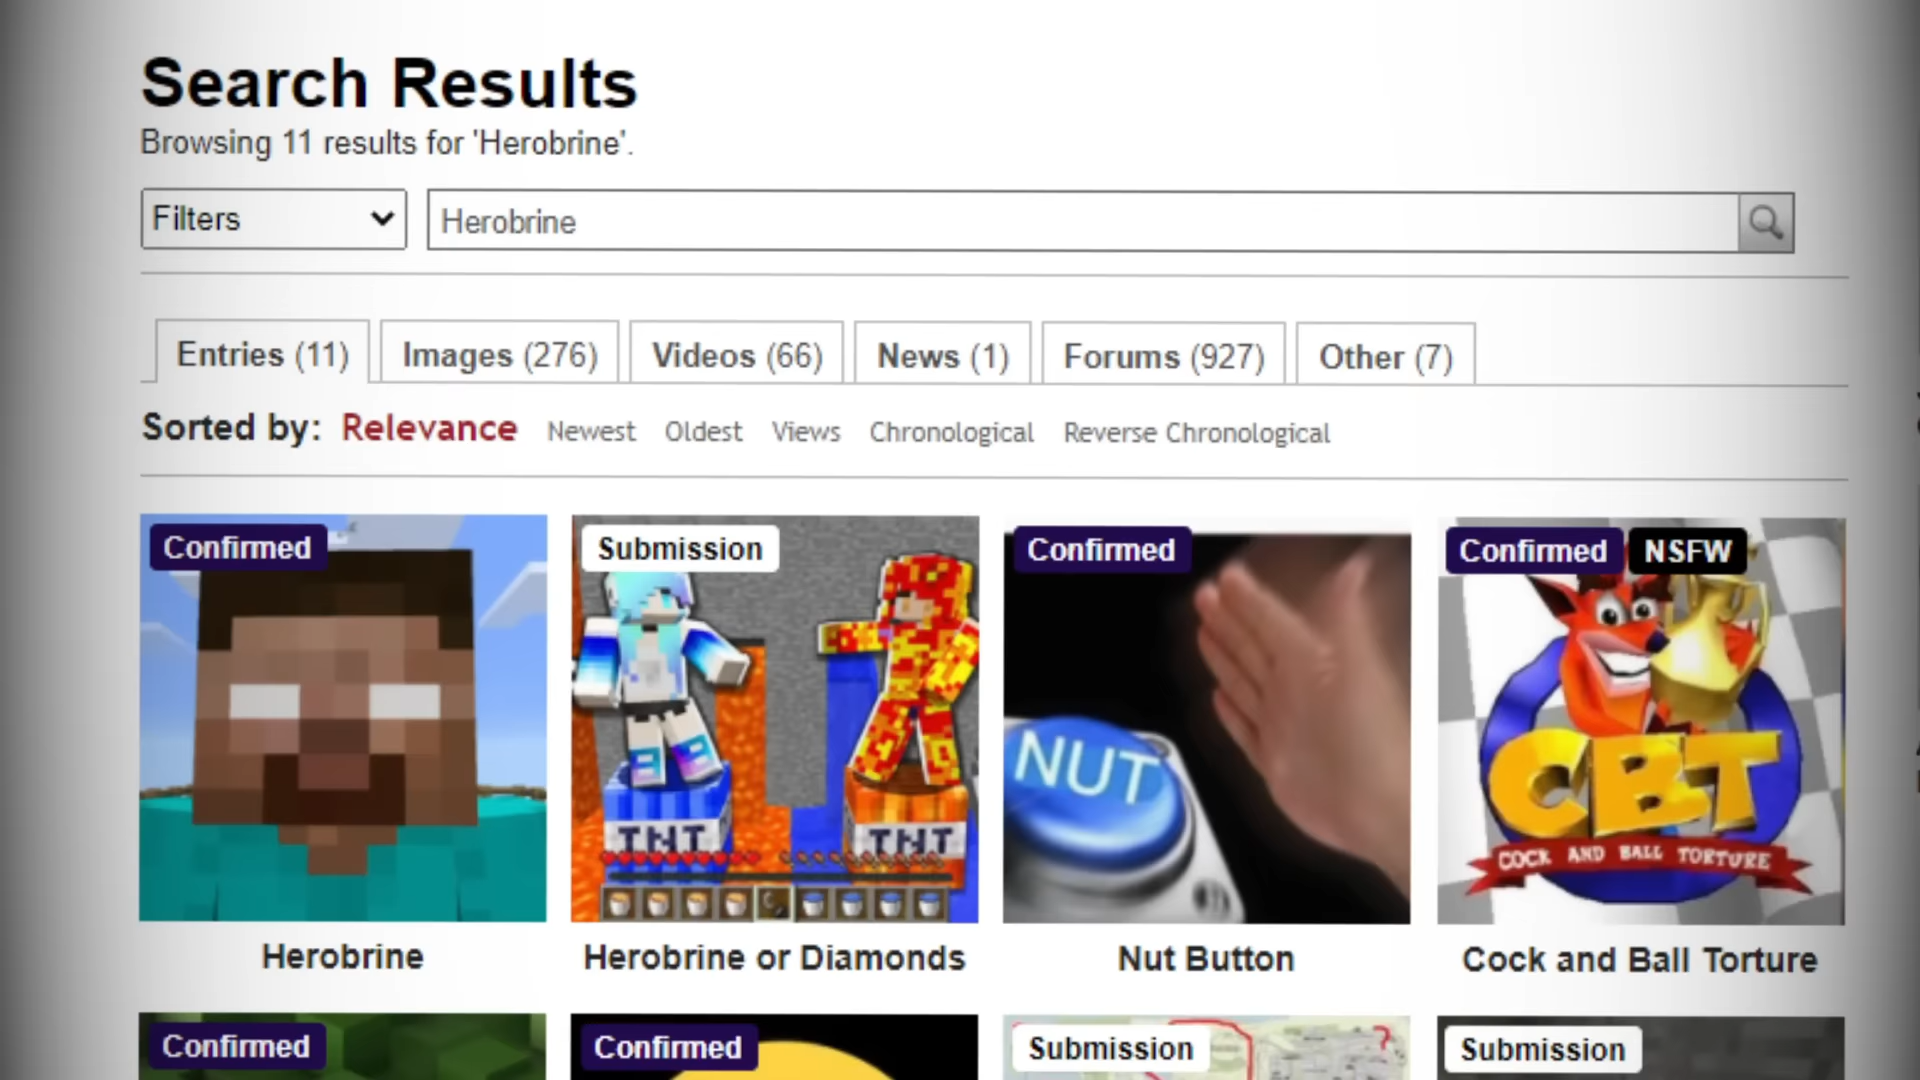 Search Results
Browsing 11 results for 'Herobrine'.
Filters
Herobrine
Entries (11)
Images (276)
Videos (66)
News (1)
Forums (927)
Other (7)
Sorted by: Relevance Newest Oldest Views Chronological Reverse Chronological
Confirmed
Submission
Confirmed
Confirmed NSFW
TNT
TNT
NUT
CBT
COCK AND BALL TORTURE
Herobrine
Herobrine or Diamonds
Nut Button
Cock and Ball Torture
Confirmed
Confirmed
Submission
Submission
?